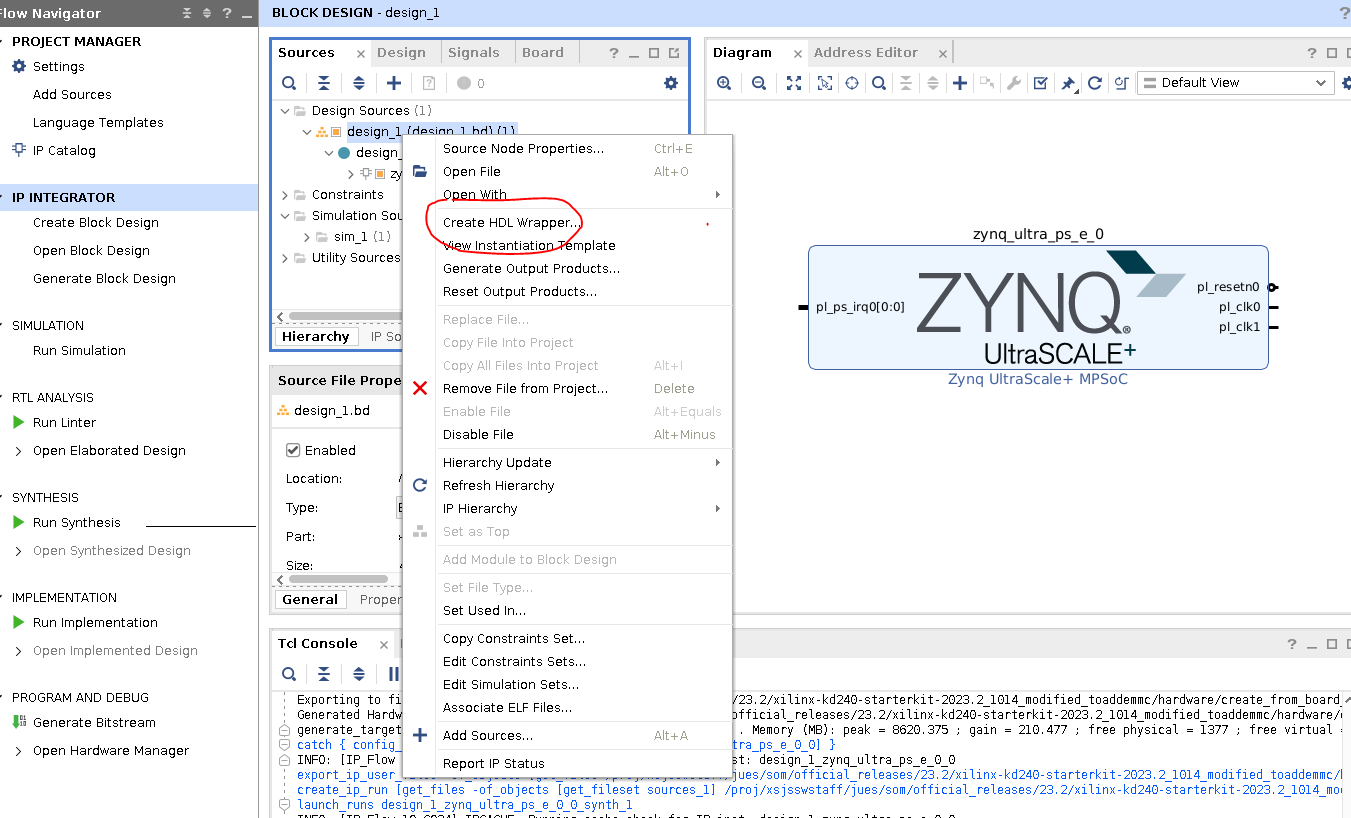 Flow Navigator
PROJECT MANAGER
Settings
Add Sources
Language Templates
IP Catalog
IP INTEGRATOR
Create Block Design
Open Block Design
Generate Block Design
SIMULATION
Run Simulation
RTL ANALYSIS
Run Linter
Open Elaborated Design
SYNTHESIS
Run Synthesis
Open Synthesized Design
IMPLEMENTATION
Run Implementation
Open Implemented Design
PROGRAM AND DEBUG
Generate Bitstream
Open Hardware Manager
BLOCK DESIGN - design_1
Sources Design Signals Board
0
Design Sources (1)
design_1 (design_1.bd) (1)
design_
zy
Constraints
Simulation Sou
sim_1 (1)
Utility Sources
Hierarchy IP So
Source File Prope
design_1.bd
Enabled
Location:
Type:
Part:
Size:
General Proper
Source Node Properties... Ctrl+E
Open File Alt+O
Open With
Create HDL Wrapper...
View Instantiation Template
Generate Output Products...
Reset Output Products...
Replace File...
Copy File Into Project
Copy All Files Into Project Alt+I
Remove File from Project... Delete
Enable File Alt+Equals
Disable File Alt+Minus
Hierarchy Update
Refresh Hierarchy
IP Hierarchy
Set as Top
Add Module to Block Design
Set File Type...
Set Used In...
Copy Constraints Set...
Edit Constraints Sets...
Edit Simulation Sets...
Associate ELF Files...
Add Sources... Alt+A
Report IP Status
Diagram Address Editor
Default View
zynq_ultra_ps_e_0
pl_ps_irq0[0:0]
ZYNQ
UltraSCALE+
pl_resetn0
pl_clk0
pl_clk1
Zynq UltraScale+ MPSoC
Tcl Console
Exporting to fi /23.2/xilinx-kd240-starterkit-2023.2_1014_modified_toaddemmc/hardware/create_from_board_
Generated Hardw official_releases/23.2/xilinx-kd240-starterkit-2023.2_1014_modified_toaddemmc/hardware/
generate_target . Memory (MB): peak = 8620.375 ; gain = 210.477 ; free physical = 1377 ; free virtual =
catch { config_ tra_ps_e_0_0] }
INFO: [IP_Flow st: design_1_zynq_ultra_ps_e_0_0
export_ip_user_ jues/som/official_releases/23.2/xilinx-kd240-starterkit-2023.2_1014_modified_toaddemmc/
create_ip_run [get_files -of_objects [get_fileset sources_1] /proj/xsjsswstaff/jues/som/official_releases/23.2/xilinx-kd240-starterkit-2023.2_1014_mo
launch_runs design_1_zynq_ultra_ps_e_0_0_synth_1